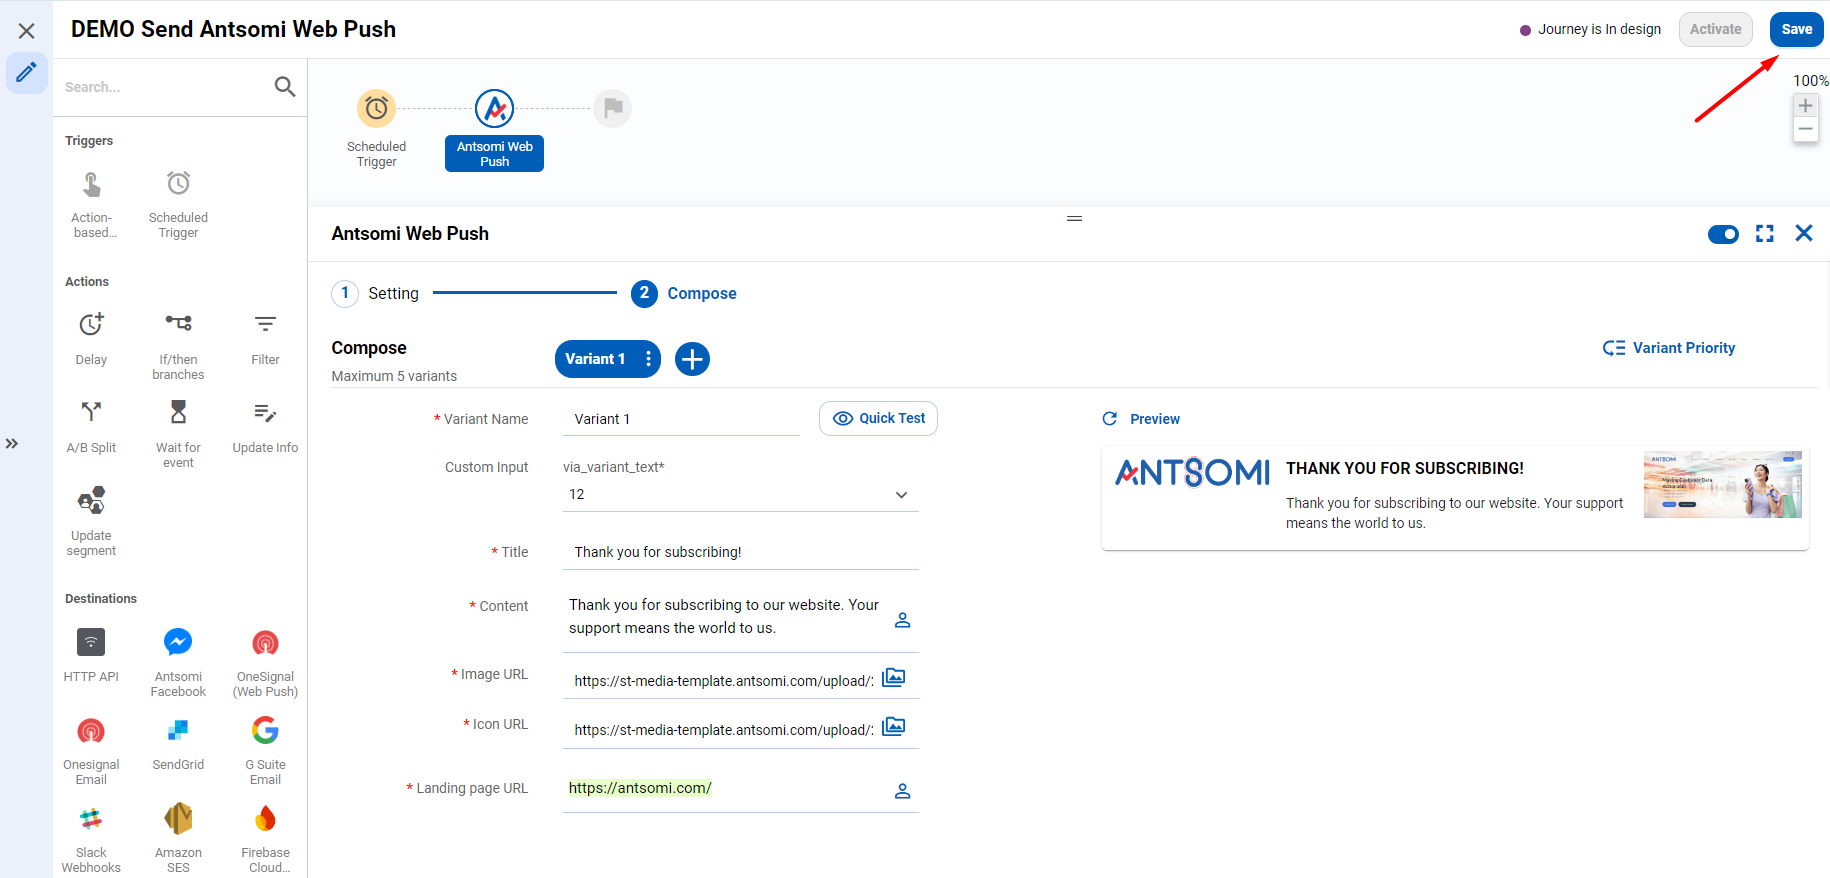 DEMO Send Antsomi Web Push
Journey is In design
Activate
Save
Search...
100%
Scheduled
Trigger
Antsomi Web
Push
Triggers
Action-
based...
Scheduled
Trigger
Actions
Delay
If/then
branches
Filter
A/B Split
Wait for
event
Update Info
Update
segment
Destinations
HTTP API
Antsomi
Facebook
OneSignal
(Web Push)
Onesignal
Email
SendGrid
G Suite
Email
Slack
Webhooks
Amazon
SES
Firebase
Cloud...
Antsomi Web Push
1 Setting
2 Compose
Compose
Maximum 5 variants
Variant 1
Variant Priority
* Variant Name
Variant 1
Quick Test
Custom Input
via_variant_text*
12
* Title
Thank you for subscribing!
* Content
Thank you for subscribing to our website. Your
support means the world to us.
* Image URL
https://st-media-template.antsomi.com/upload/:
* Icon URL
https://st-media-template.antsomi.com/upload/:
* Landing page URL
https://antsomi.com/
Preview
ANTSOMI
THANK YOU FOR SUBSCRIBING!
Thank you for subscribing to our website. Your support
means the world to us.
ANTSOMI
Making Customer Data
Actionable